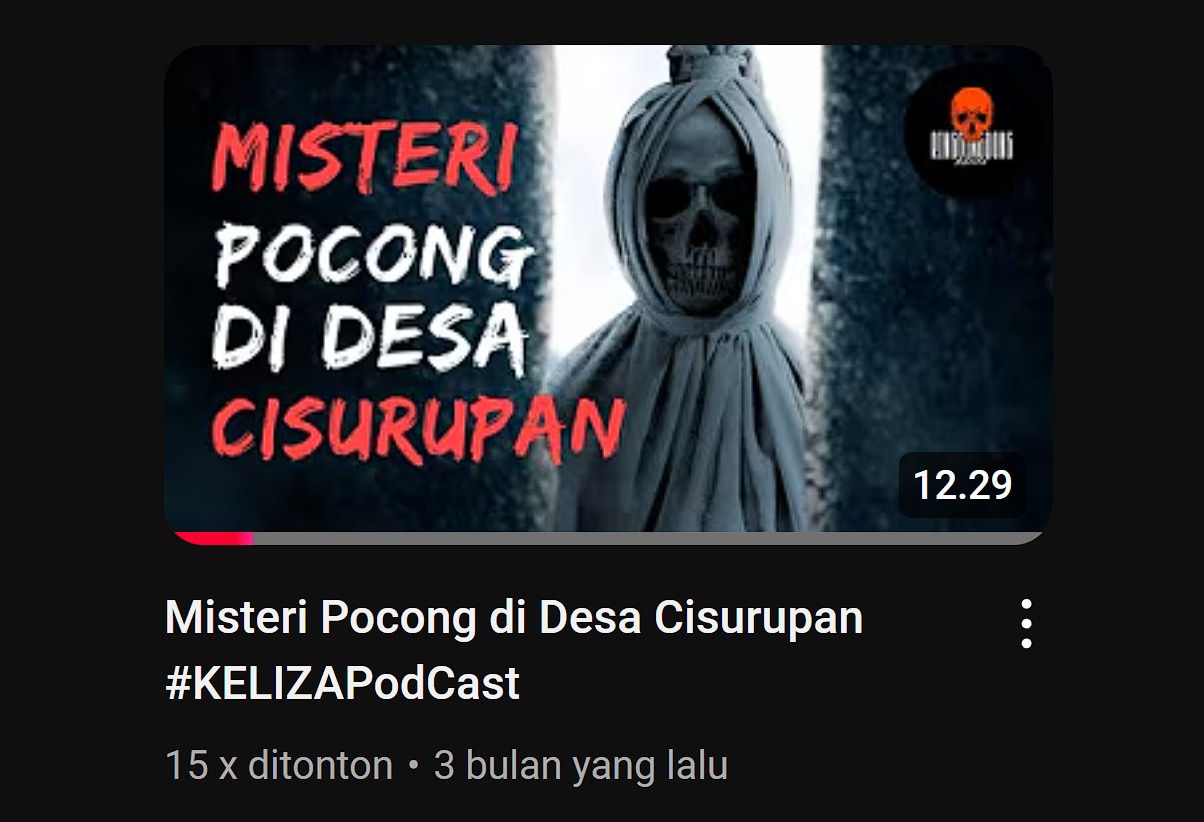 MISTERI
POCONG
DI DESA
CISURUPAN
12.29
Misteri Pocong di Desa Cisurupan
#KELIZAPodCast
15 x ditonton • 3 bulan yang lalu